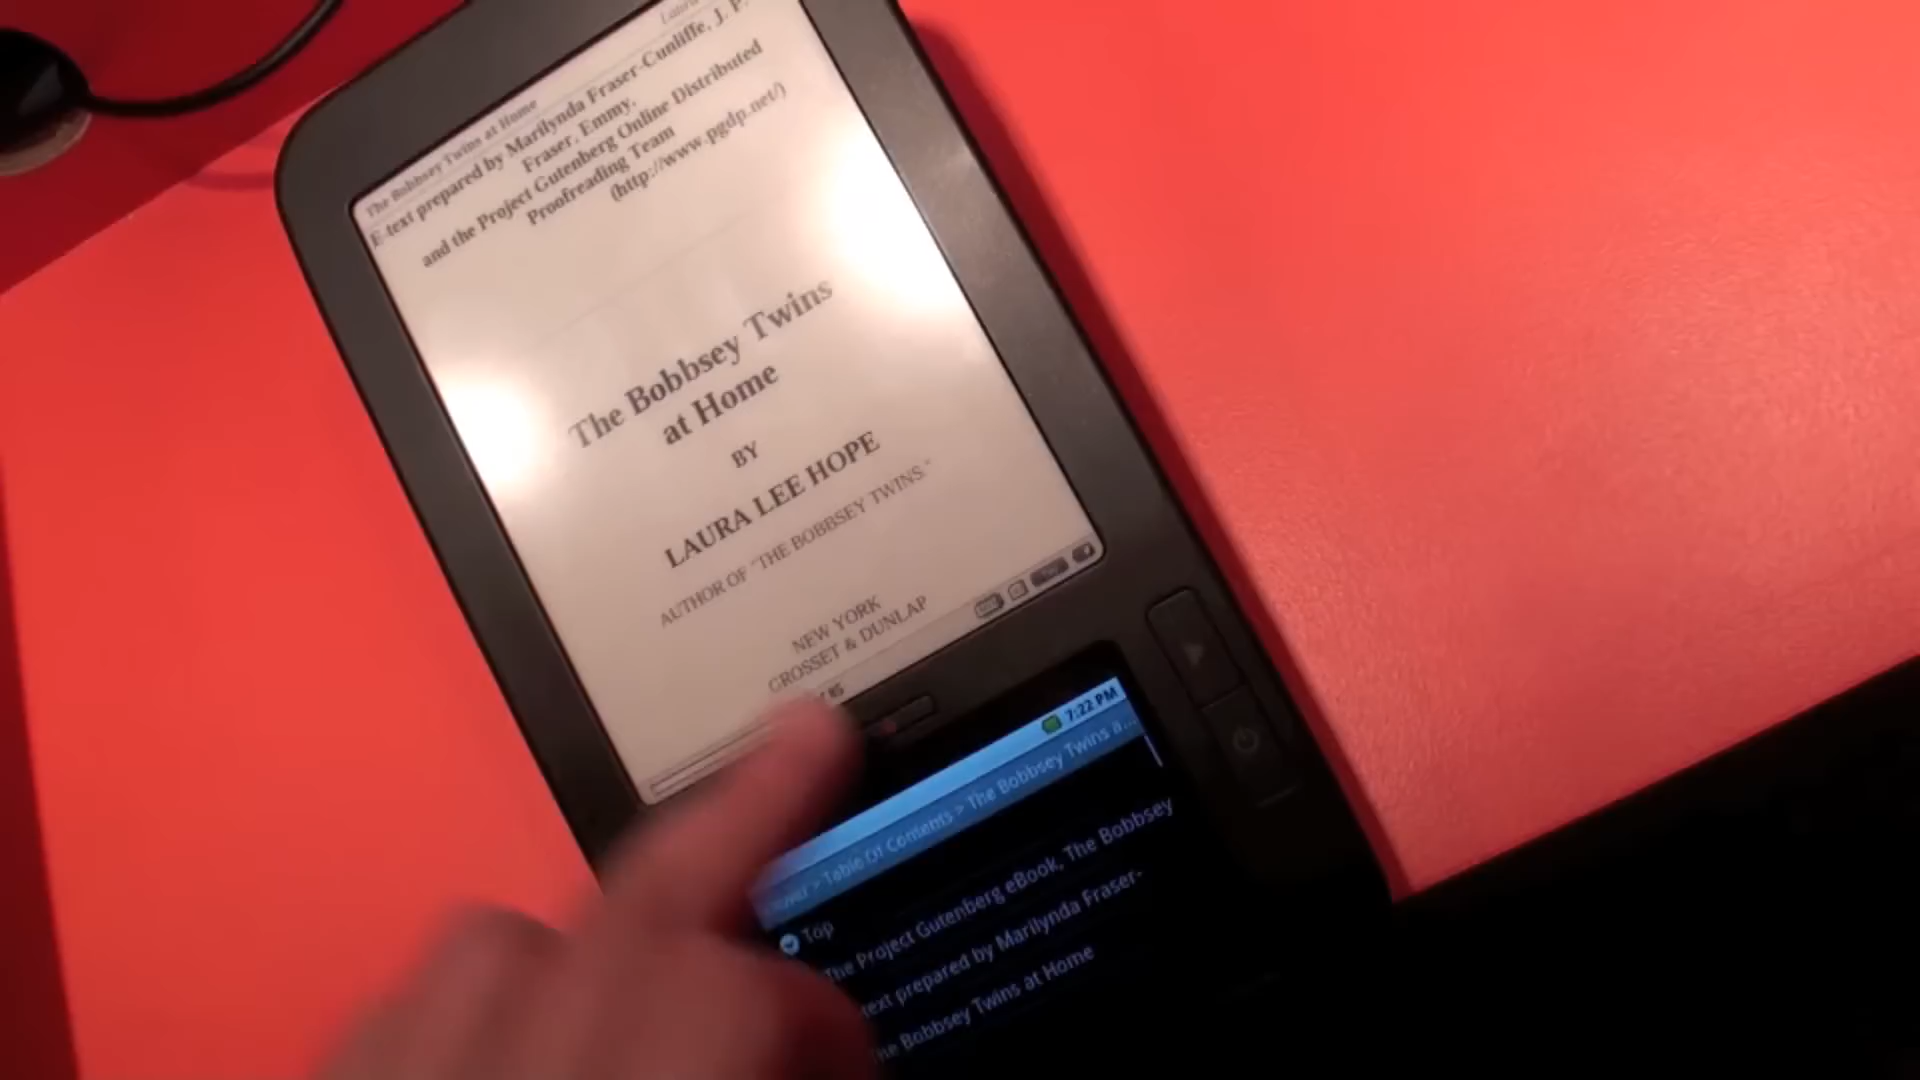 The Bobbsey Twins at Home
Laura
E-text prepared by Marilynda Fraser-Cunliffe, J. P.
Fraser, Emmy,
and the Project Gutenberg Online Distributed
Proofreading Team
(http://www.pgdp.net/)
The Bobbsey Twins
at Home
BY
LAURA LEE HOPE
AUTHOR OF "THE BOBBSEY TWINS."
NEW YORK
GROSSET & DUNLAP
7:22 PM
> Table of Contents > The Bobbsey Twins a...
Top
The Project Gutenberg eBook, The Bobbsey
text prepared by Marilynda Fraser-
The Bobbsey Twins at Home